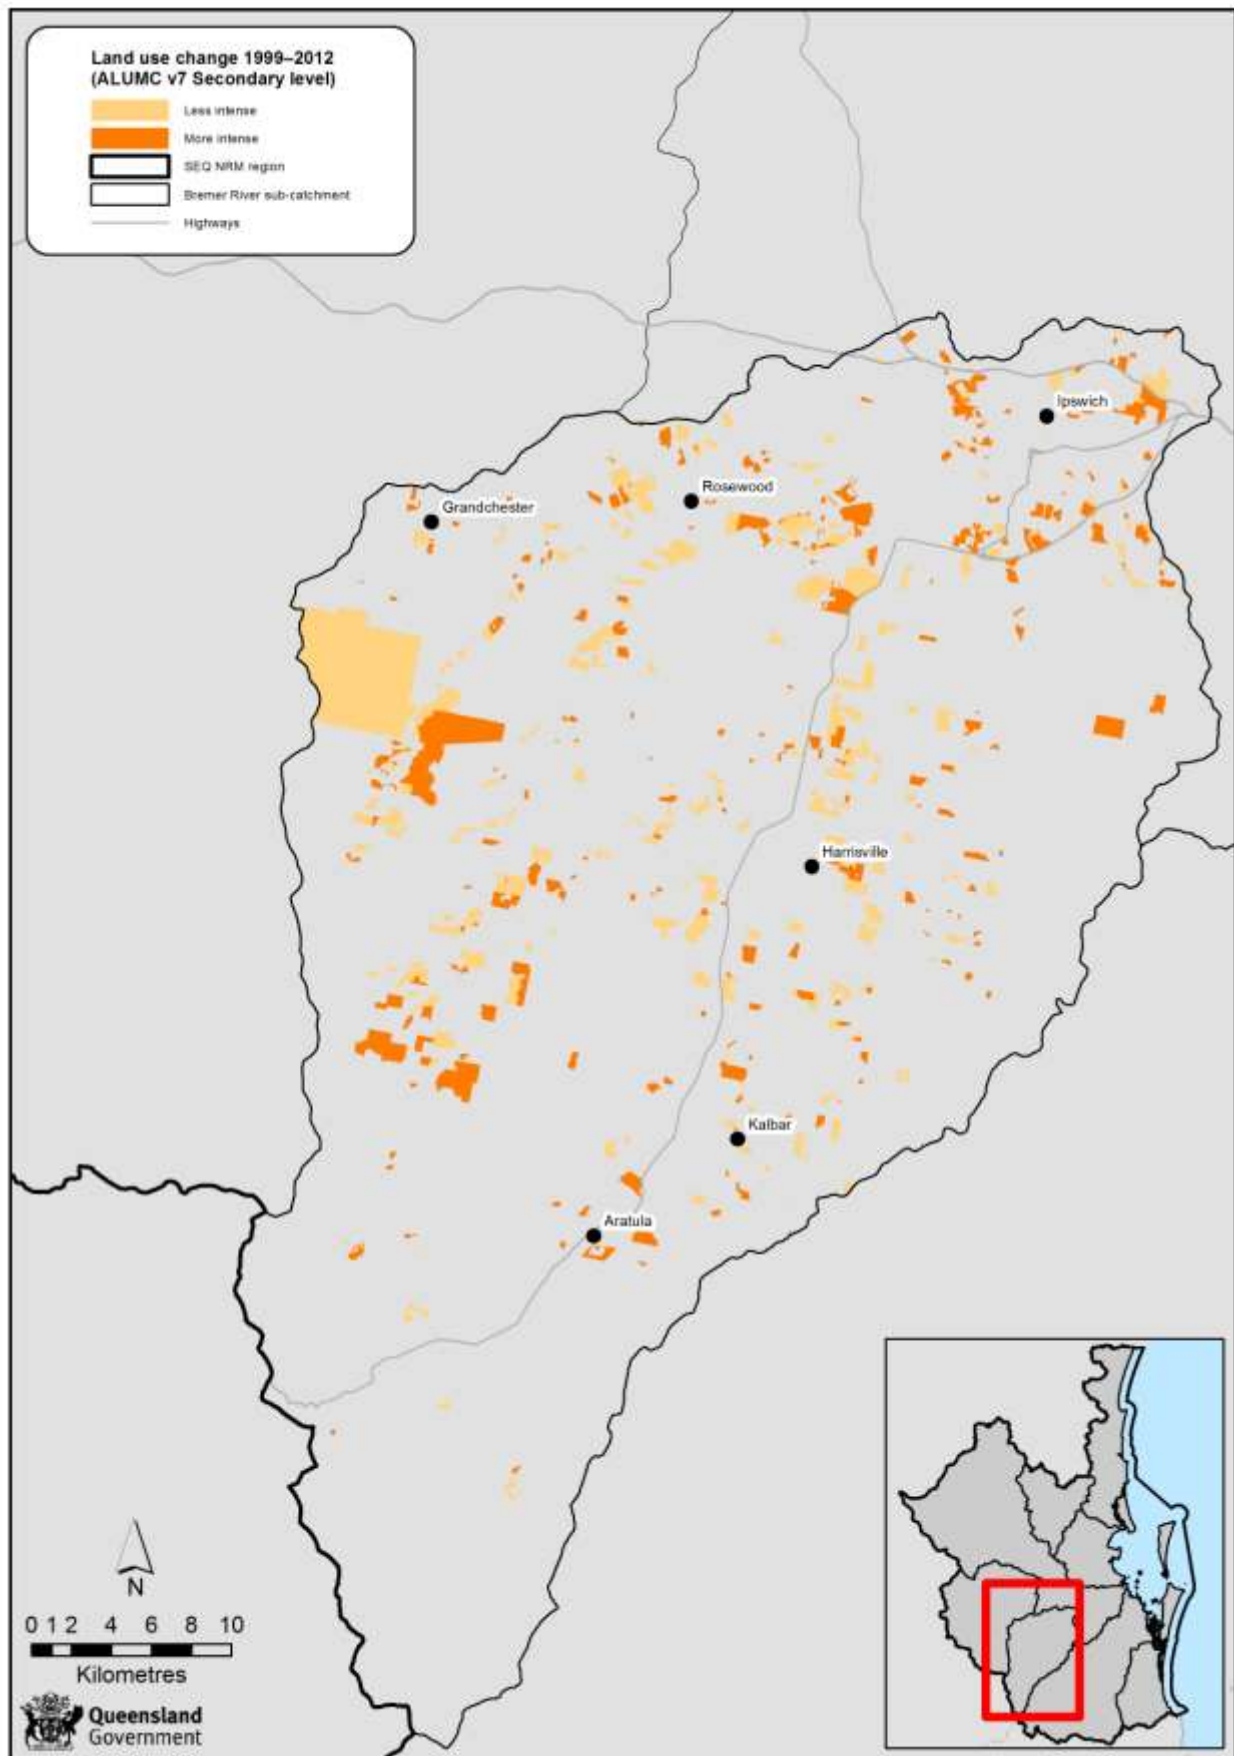 Land use change 1999–2012
(ALUMC v7 Secondary level)
Less intense
More intense
SEQ NRM region
Bremer River sub-catchment
Highways
Ipswich
Rosewood
Grandchester
Harrisville
Kalbar
Aratula
N
0 1 2 4 6 8 10
Kilometres
Queensland
Government